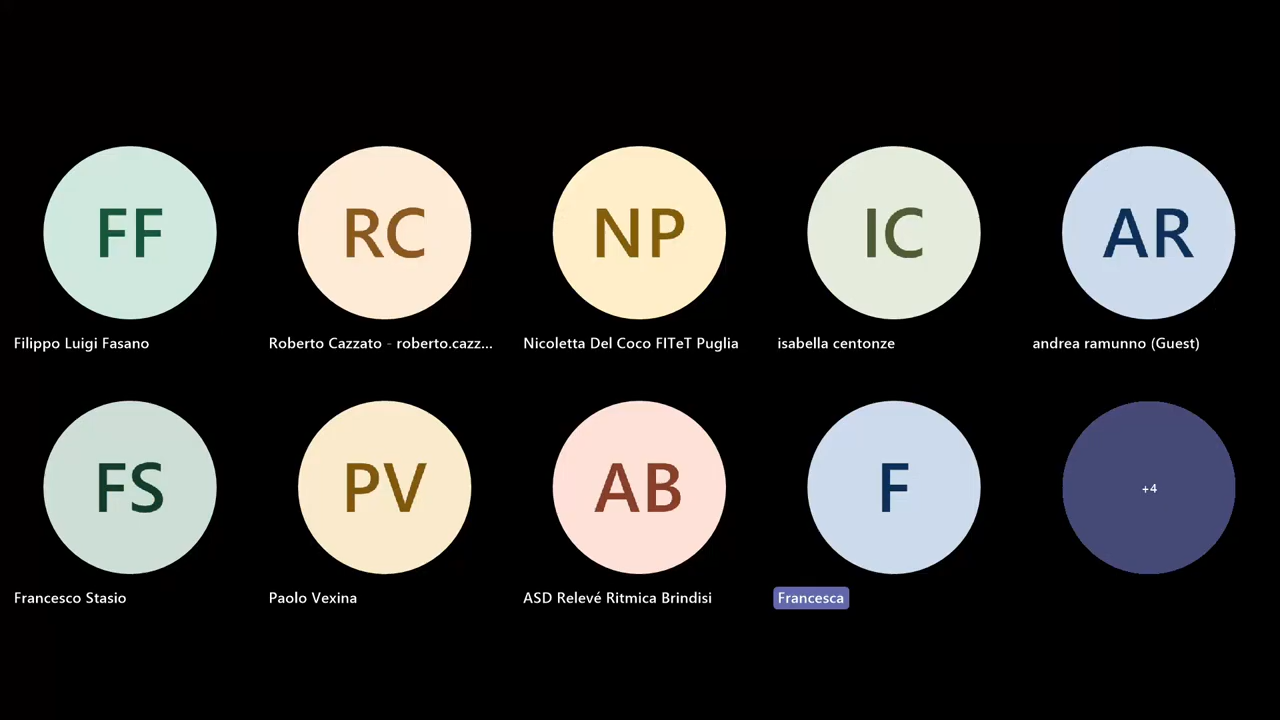 FF
RC
NP
IC
AR
Filippo Luigi Fasano
Roberto Cazzato - roberto.cazz...
Nicoletta Del Coco FITeT Puglia
isabella centonze
andrea ramunno (Guest)
FS
PV
AB
F
+4
Francesco Stasio
Paolo Vexina
ASD Relevé Ritmica Brindisi
Francesca